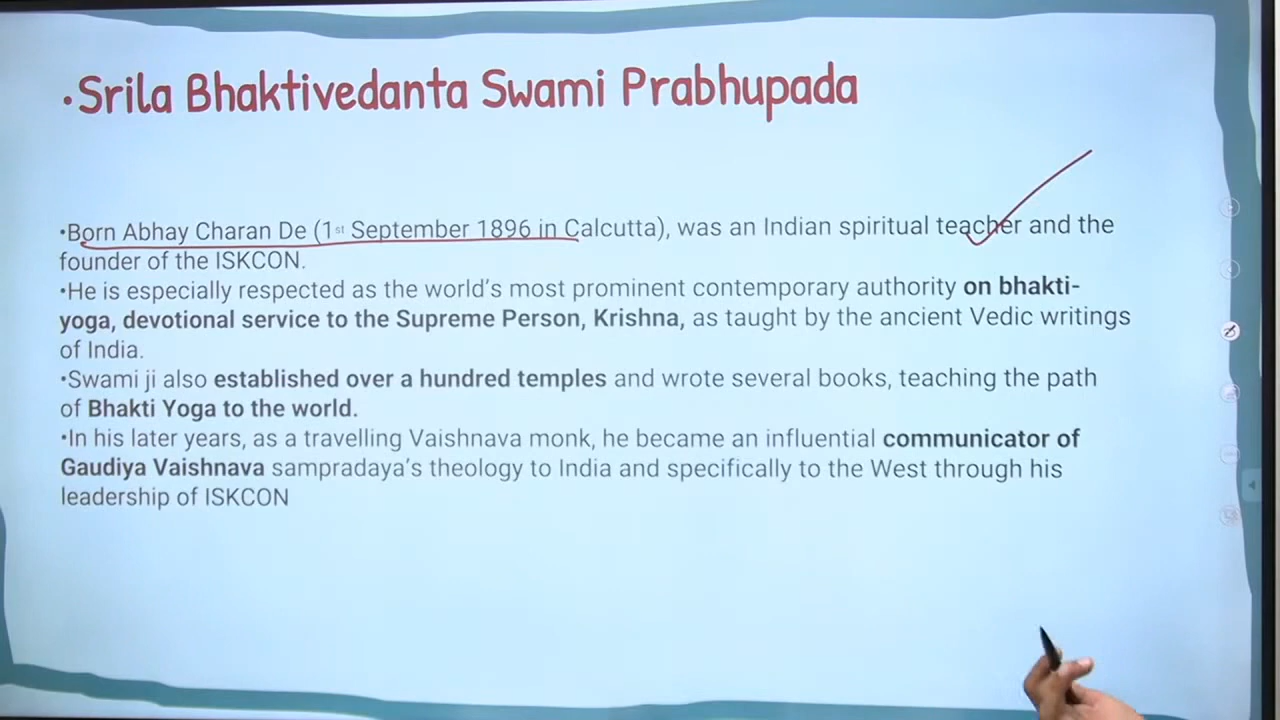 •Srila Bhaktivedanta Swami Prabhupada
•Born Abhay Charan De (1st September 1896 in Calcutta), was an Indian spiritual teacher and the
founder of the ISKCON.
•He is especially respected as the world's most prominent contemporary authority on bhakti-
yoga, devotional service to the Supreme Person, Krishna, as taught by the ancient Vedic writings
of India.
•Swami ji also established over a hundred temples and wrote several books, teaching the path
of Bhakti Yoga to the world.
•In his later years, as a travelling Vaishnava monk, he became an influential communicator of
Gaudiya Vaishnava sampradaya's theology to India and specifically to the West through his
leadership of ISKCON